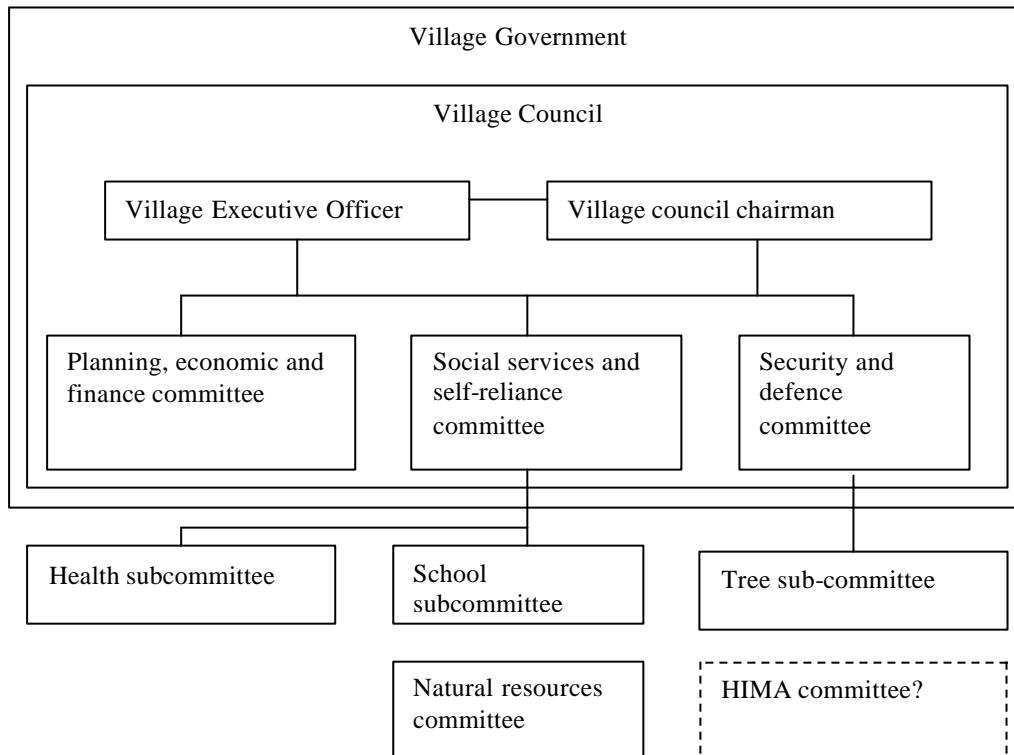 Village Government
Village Council
Village Executive Officer
Village council chairman
Planning, economic and
finance committee
Social services and
self-reliance
committee
Security and
defence
committee
Health subcommittee
School
subcommittee
Tree sub-committee
Natural resources
committee
HIMA committee?